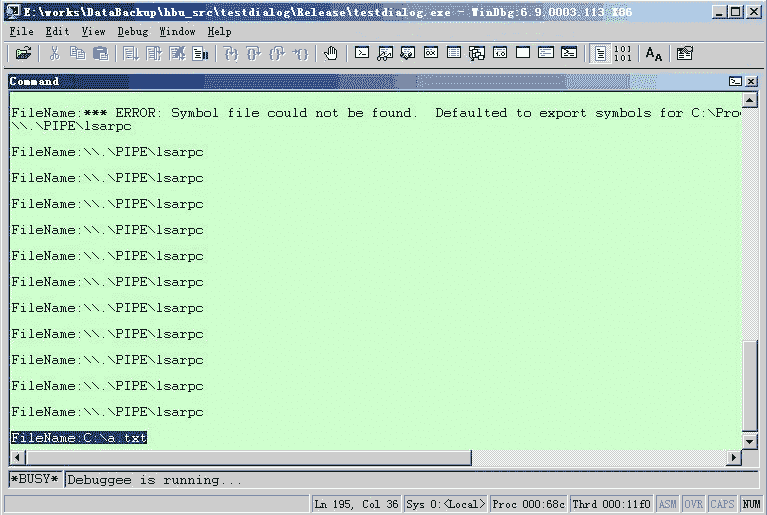 E:\works\DataBackup\hbu_src\testdialog\Release\testdialog.exe - WinDbg:6.9.0003.113 X86
File Edit View Debug Window Help
Command
FileName:*** ERROR: Symbol file could not be found.  Defaulted to export symbols for C:\Pro
\\.\PIPE\lsarpc
FileName:\\.\PIPE\lsarpc
FileName:\\.\PIPE\lsarpc
FileName:\\.\PIPE\lsarpc
FileName:\\.\PIPE\lsarpc
FileName:\\.\PIPE\lsarpc
FileName:\\.\PIPE\lsarpc
FileName:\\.\PIPE\lsarpc
FileName:\\.\PIPE\lsarpc
FileName:\\.\PIPE\lsarpc
FileName:\\.\PIPE\lsarpc
FileName:\\.\PIPE\lsarpc
FileName:C:\a.txt
*BUSY* Debuggee is running...
Ln 195, Col 36 Sys 0:<Local> Proc 000:68c Thrd 000:11f0 ASM OVR CAPS NUM